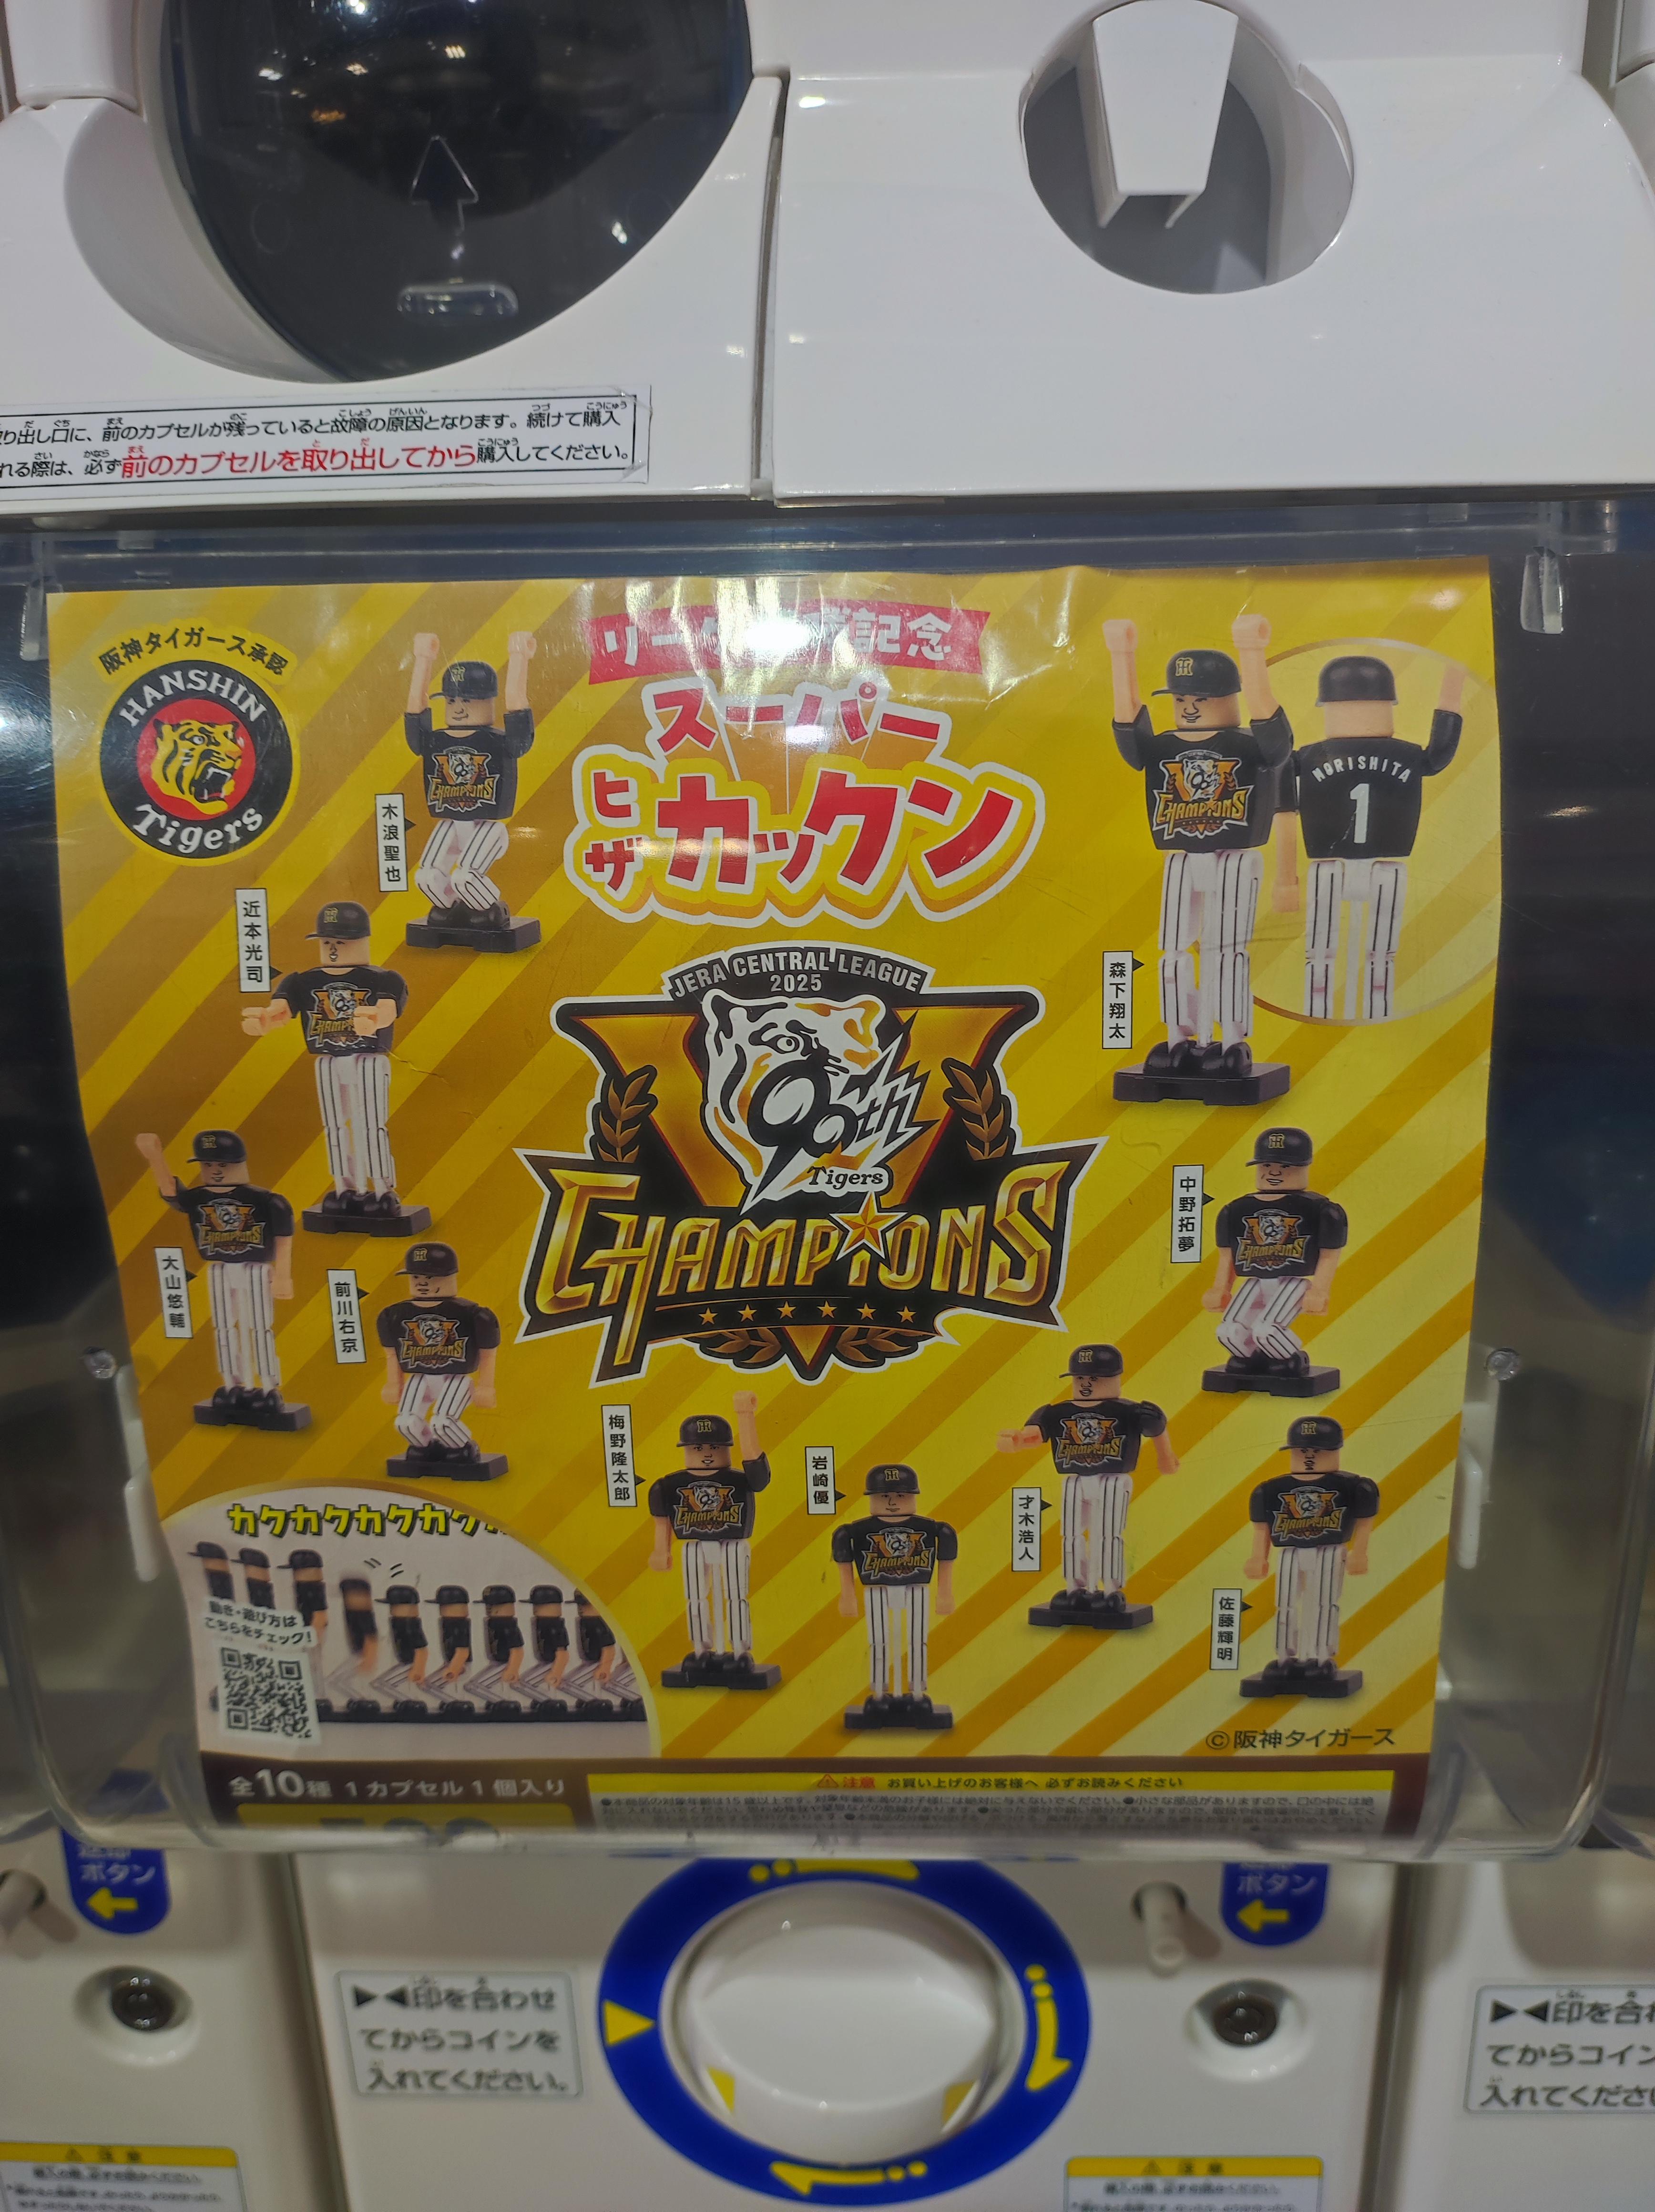 り出し口に、前のカプセルが残っていると故障の原因となります。続けて購入
れる際は、必ず前のカプセルを取り出してから購入してください。
阪神タイガース承認
HANSHIN
Tigers
記念
スーパー
ヒザ
カックン
木浪聖也
近本光司
大山悠輔
前川右京
MORISHITA
1
森下翔太
JERA CENTRAL LEAGUE
2025
90th
Tigers
CHAMPIONS
中野拓夢
梅野隆太郎
岩崎優
才木浩人
佐藤輝明
カクカクカクカク
動き・遊び方は
こちらをチェック!
©阪神タイガース
全10種 1カプセル1個入り
注意 お買い上げのお客様へ 必ずお読みください
ボタン
ボタン
▶◀印を合わせ
てからコインを
入れてください。
▶◀印を合わ
てからコイン
入れてくださ
注意
注意